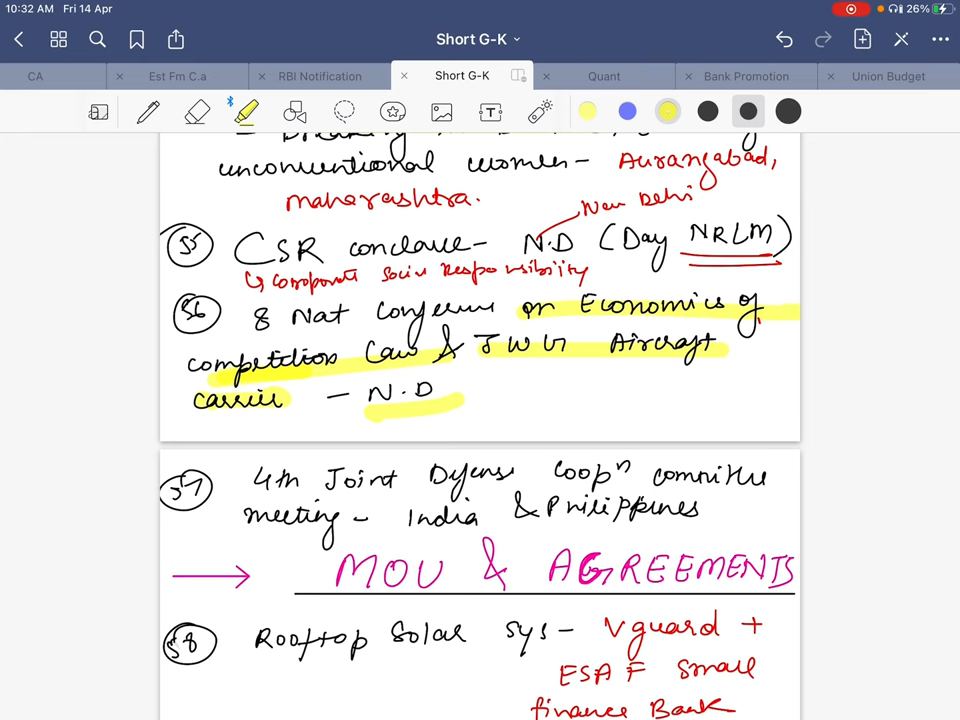 10:32 AM Fri 14 Apr
26%
Short G-K
CA
Est Fm C.a
RBI Notification
Short G-K
Quant
Bank Promotion
Union Budget
unconventional women - Aurangabad,
maharashtra.
New Delhi
55 CSR conclave - N.D (Day NRLM)
↳ Corporate Socil Responsibility
56 8 Nat Conference on Economics of
competition Law & JWG Aircraft
carrier - N.D
57 4th Joint Defense Coopn committee
meeting - India & Philippines
→ MOU & AGREEMENTS
58 Rooftop Solar sys - Vguard +
ESAF Small
finance Bank